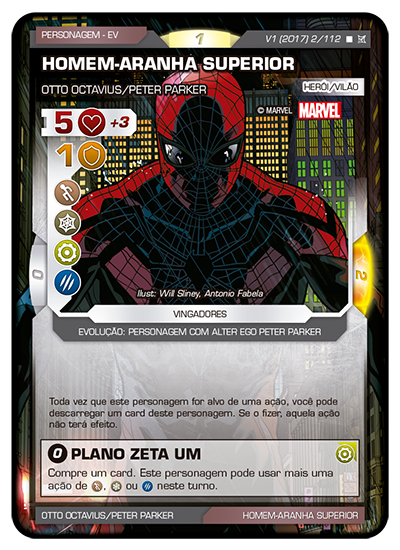 PERSONAGEM - EV
1
V1 (2017) 2/112
HOMEM-ARANHA SUPERIOR
OTTO OCTAVIUS/PETER PARKER
HERÓI/VILÃO
5 +3
© MARVEL
MARVEL
1
0
2
Ilust: Will Sliney, Antonio Fabela
VINGADORES
EVOLUÇÃO: PERSONAGEM COM ALTER EGO PETER PARKER
Toda vez que este personagem for alvo de uma ação, você pode
descarregar um card deste personagem. Se o fizer, aquela ação
não terá efeito.
0 PLANO ZETA UM
Compre um card. Este personagem pode usar mais uma
ação de , ou neste turno.
OTTO OCTAVIUS/PETER PARKER
HOMEM-ARANHA SUPERIOR